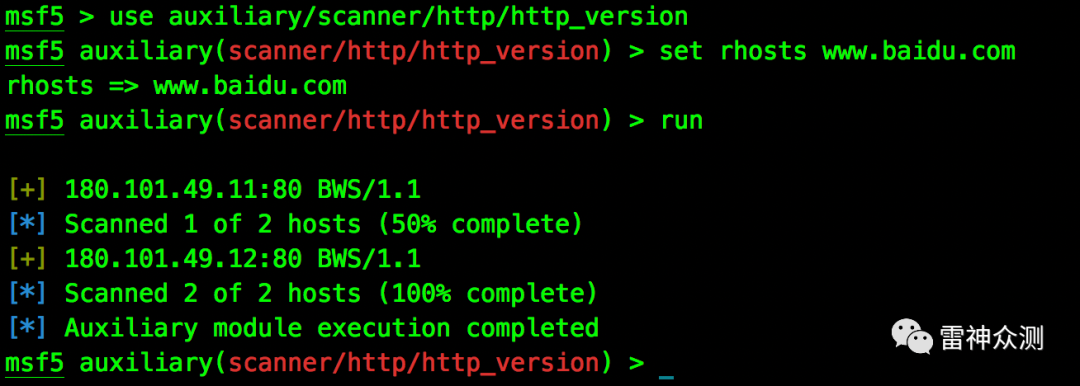 msf5 > use auxiliary/scanner/http/http_version
msf5 auxiliary(scanner/http/http_version) > set rhosts www.baidu.com
rhosts => www.baidu.com
msf5 auxiliary(scanner/http/http_version) > run
[+] 180.101.49.11:80 BWS/1.1
[*] Scanned 1 of 2 hosts (50% complete)
[+] 180.101.49.12:80 BWS/1.1
[*] Scanned 2 of 2 hosts (100% complete)
[*] Auxiliary module execution completed
msf5 auxiliary(scanner/http/http_version) > _
雷神众测